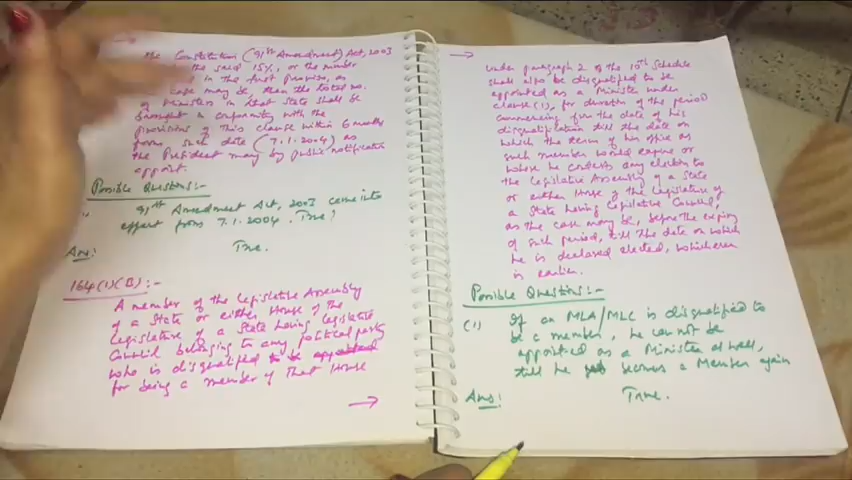 the Constitution (91st Amendment) Act, 2003
the said 15%, or the number
in the first proviso, as
case may be, then the total no.
of Ministers in that State shall be
brought in conformity with the
provisions of this clause within 6 months
from such date (7.1.2004) as
the President may by public notification
appoint.
Possible Questions:-
91st Amendment Act, 2003 came into
effect from 7.1.2004. True?
Ans:
True.
164(1)(B):-
A member of the Legislative Assembly
of a State or either House of the
legislature of a State having Legislative
Council belonging to any political party
who is disqualified to be appointed
for being a member of that House
→
→
Under paragraph 2 of the 10th Schedule
shall also be disqualified to be
appointed as a Minister under
clause (1), for duration of the period
commencing from the date of his
disqualification till the date on
which the term of his office as
such member would expire or
where he contests any election to
the Legislative Assembly of a State
or either House of the Legislature of
a State having Legislative Council,
as the case may be, before the expiry
of such period, till the date on which
he is declared elected, whichever
is earlier.
Possible Questions:-
(1) If an MLA/MLC is disqualified to
be a member, he cannot be
appointed as a Minister as well,
till he becomes a Member again
Ans:
True.